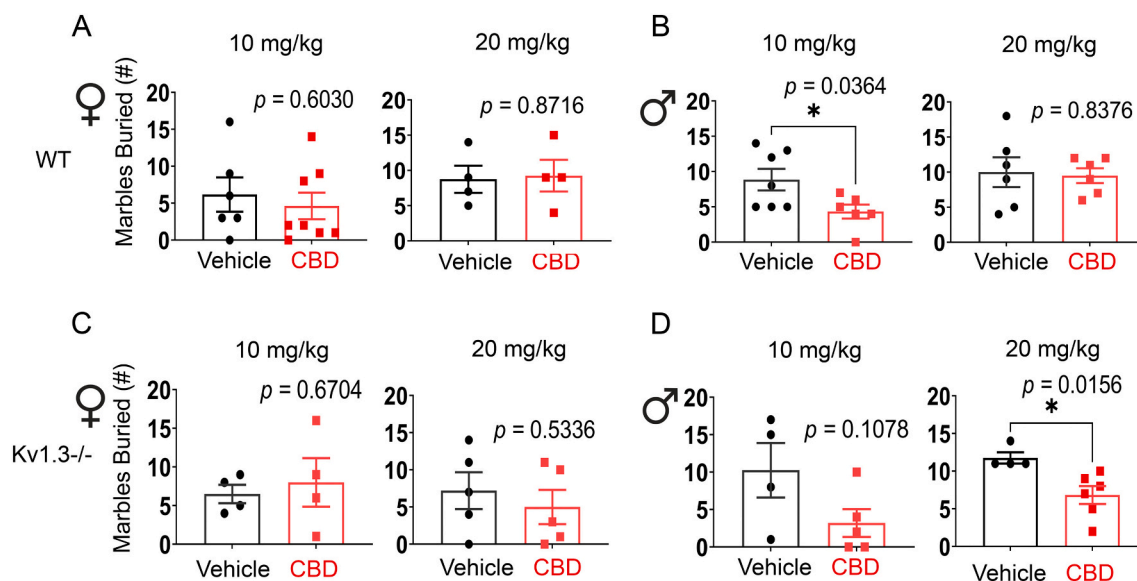 A
B
10 mg/kg
20 mg/kg
10 mg/kg
20 mg/kg
WT
♀
♂
Marbles Buried (#)
20
15
10
5
0
p = 0.6030
Vehicle
CBD
20
15
10
5
0
p = 0.8716
Vehicle
CBD
20
15
10
5
0
p = 0.0364
*
Vehicle
CBD
20
15
10
5
0
p = 0.8376
Vehicle
CBD
C
D
10 mg/kg
20 mg/kg
10 mg/kg
20 mg/kg
Kv1.3-/-
♀
♂
Marbles Buried (#)
20
15
10
5
0
p = 0.6704
Vehicle
CBD
20
15
10
5
0
p = 0.5336
Vehicle
CBD
20
15
10
5
0
p = 0.1078
Vehicle
CBD
20
15
10
5
0
p = 0.0156
*
Vehicle
CBD